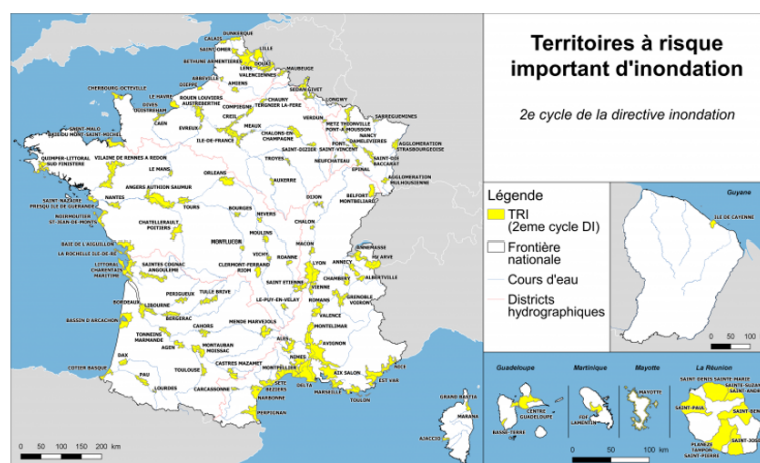 Territoires à risque
important d'inondation
2e cycle de la directive inondation
Légende
TRI
(2eme cycle DI)
Frontière
nationale
Cours d'eau
Districts
hydrographiques
DUNKERQUE
CALAIS
SAINT-OMER
LILLE
BETHUNE ARMENTIERES
DOUAI
LENS
VALENCIENNES
MAUBEUGE
ABBEVILLE
AMIENS
DIEPPE
SEDAN-GIVET
LONGWY
CHERBOURG-OCTEVILLE
LE HAVRE
ROUEN LOUVIERS
AUSTREBERTHE
CHAUNY
TERGNIER LA-FERE
COMPIEGNE
CREIL
DIVES
OUISTREHAM
CAEN
EVREUX
MEAUX
ILE-DE-FRANCE
VERDUN
METZ THIONVILLE
PONT-A-MOUSSON
SARREGUEMINES
NANCY
DAMELEVIERES
CHALONS-EN-
CHAMPAGNE
SAINT-DIZIER
PONT-
SAINT-VINCENT
AGGLOMERATION
STRASBOURGEOISE
SAINT-MALO
QUIMPER-LITTORAL
SUD FINISTERE
VILAINE DE RENNES A REDON
LE MANS
ORLEANS
TROYES
NEUFCHATEAU
SAINT-DIE
BACCARAT
EPINAL
AUXERRE
AGGLOMERATION
MULHOUSIENNE
ANGERS AUTHION SAUMUR
BELFORT
MONTBELIARD
SAINT-NAZAIRE
PRESQU ILE DE GUERANDE
NANTES
TOURS
BOURGES
DIJON
NOIRMOUTIER
ST-JEAN-DE-MONTS
NEVERS
CHATELLERAULT
POITIERS
MOULINS
CHALON
BAIE DE L'AIGUILLON
LA ROCHELLE ILE-DE-RE
MONTLUCON
MACON
ANNEMASSE
LITTORAL
CHARENTAIS
MARITIME
SAINTES COGNAC
ANGOULEME
VICHY
ROANNE
CLERMONT-FERRAND
RIOM
LYON
ANNECY
ALBERTVILLE
CHAMBERY
SAINT ETIENNE
VIENNE
BORDEAUX
LIBOURNE
PERIGUEUX
TULLE BRIVE
LE-PUY-EN-VELAY
ROMANS
GRENOBLE
VOIRON
VALENCE
BASSIN D'ARCACHON
BERGERAC
TONNEINS
MARMANDE
CAHORS
MENDE MARVEJOLS
MONTELIMAR
AGEN
MONTAUBAN
MOISSAC
ALES
AVIGNON
DAX
NIMES
NICE
COTIER BASQUE
PAU
TOULOUSE
CASTRES MAZAMET
MONTPELLIER
AIX SALON
LOURDES
CARCASSONNE
SETE
BEZIERS
DELTA
MARSEILLE
TOULON
EST VAR
NARBONNE
PERPIGNAN
GRAND BASTIA
MARANA
AJACCIO
0 50 100 150 200 km
Guyane
ILE DE CAYENNE
0 50 100
Guadeloupe
CENTRE
GUADELOUPE
BASSE-TERRE
Martinique
FDF
LAMENTIN
Mayotte
MAYOTTE
La Réunion
SAINT-DENIS SAINTE MARIE
SAINT-PAUL
TAMPON
SAINT-PIERRE
0 50 100 km